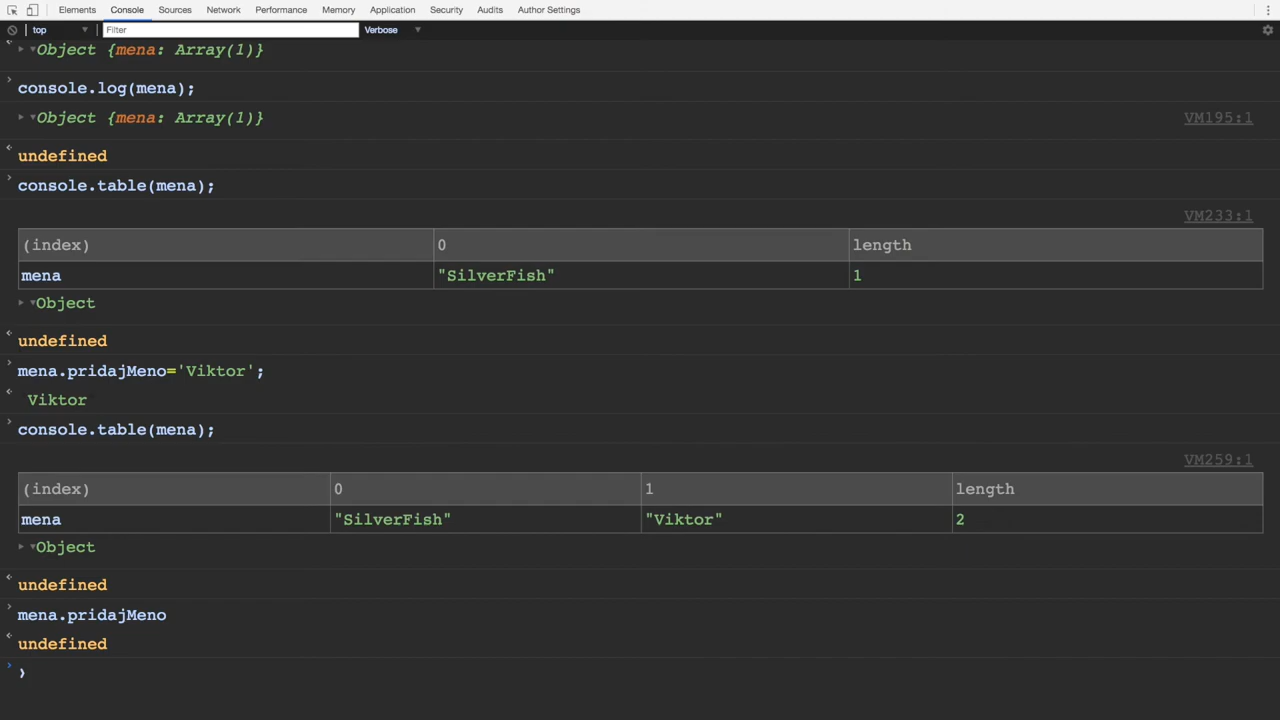 Elements Console Sources Network Performance Memory Application Security Audits Author Settings
top Filter Verbose
Object {mena: Array(1)}
console.log(mena);
Object {mena: Array(1)} VM195:1
undefined
console.table(mena);
VM233:1
(index) 0 length
mena "SilverFish" 1
Object
undefined
mena.pridajMeno='Viktor';
Viktor
console.table(mena);
VM259:1
(index) 0 1 length
mena "SilverFish" "Viktor" 2
Object
undefined
mena.pridajMeno
undefined